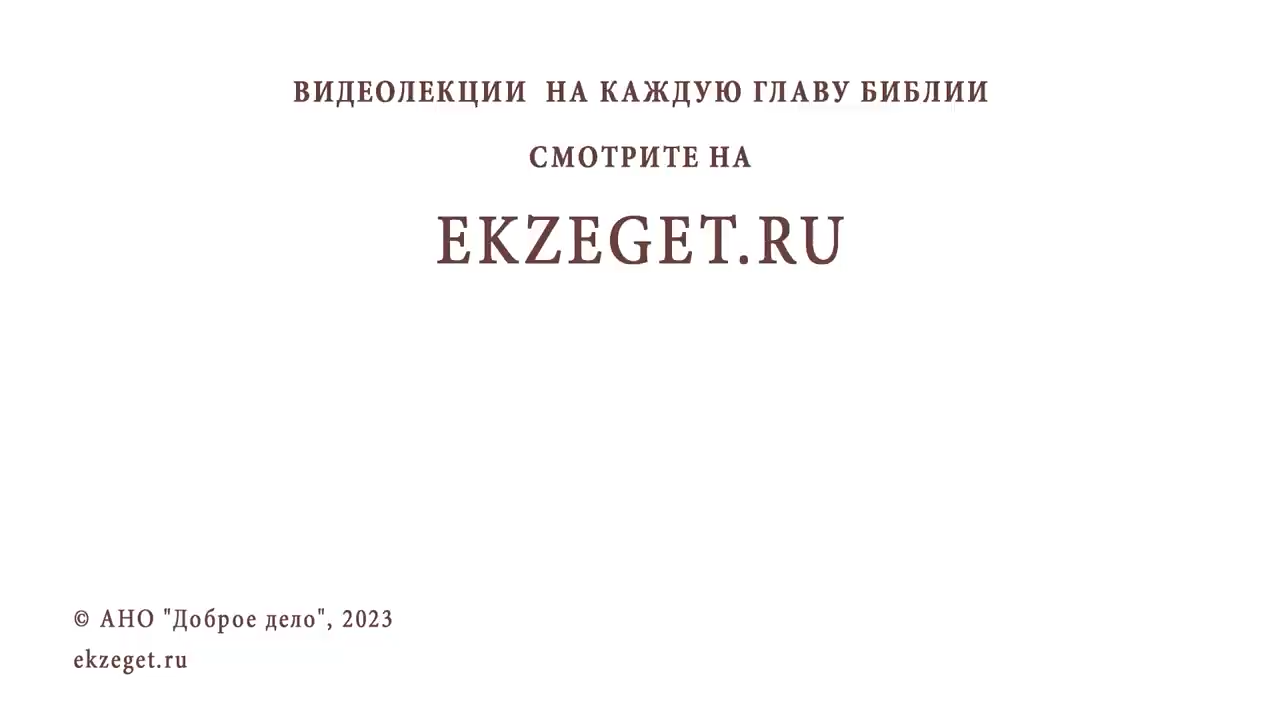 ВИДЕОЛЕКЦИИ НА КАЖДУЮ ГЛАВУ БИБЛИИ
СМОТРИТЕ НА
EKZEGET.RU
© АНО "Доброе дело", 2023
ekzeget.ru